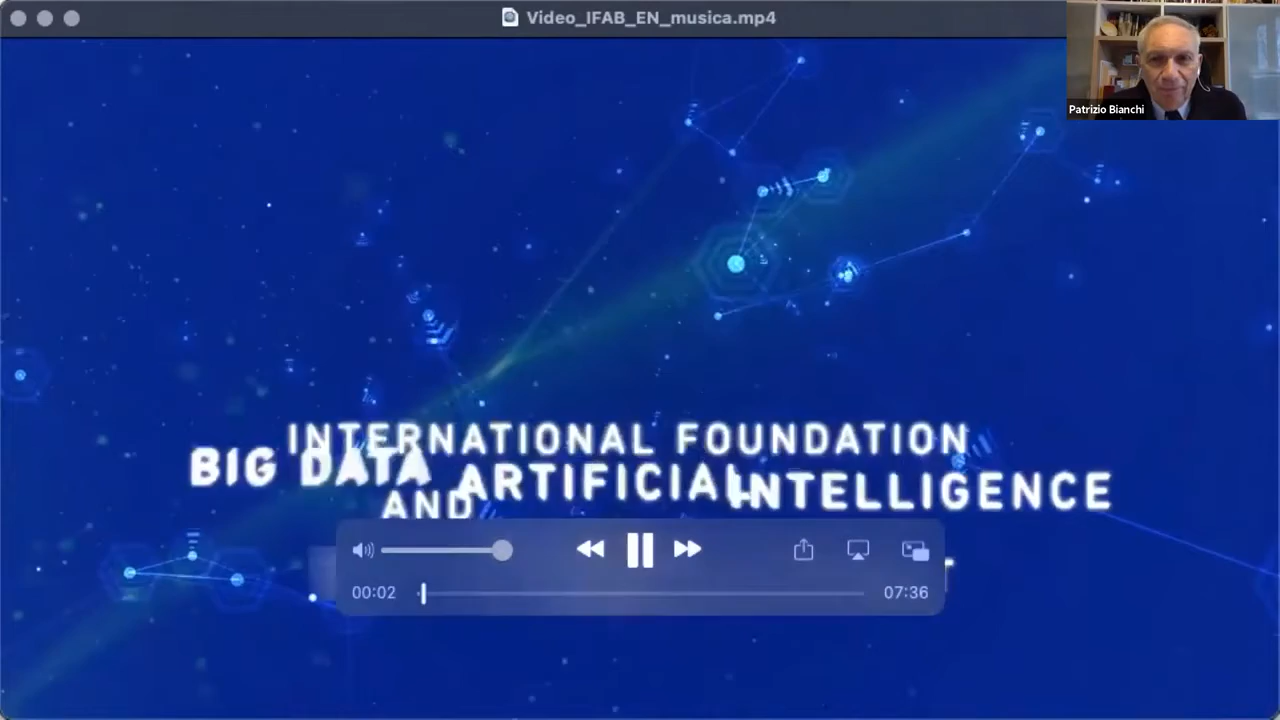 Video_IFAB_EN_musica.mp4
Patrizio Bianchi
INTERNATIONAL FOUNDATION
BIG DATA ARTIFICIAL INTELLIGENCE
AND
00:02
07:36